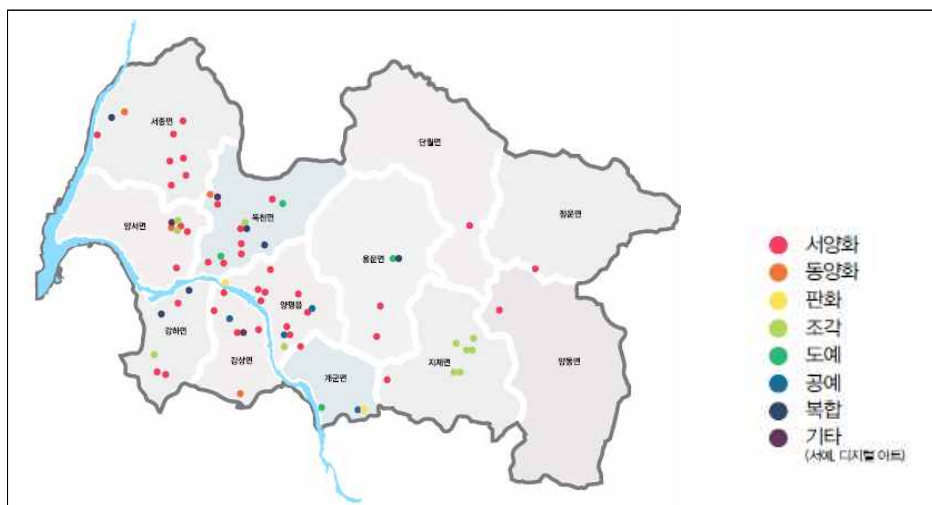 서종면
단월면
청운면
양서면
옥천면
용문면
양평읍
강하면
강상면
지제면
양동면
개군면
서양화
동양화
판화
조각
도예
공예
복합
기타
(서예, 디지털 아트)